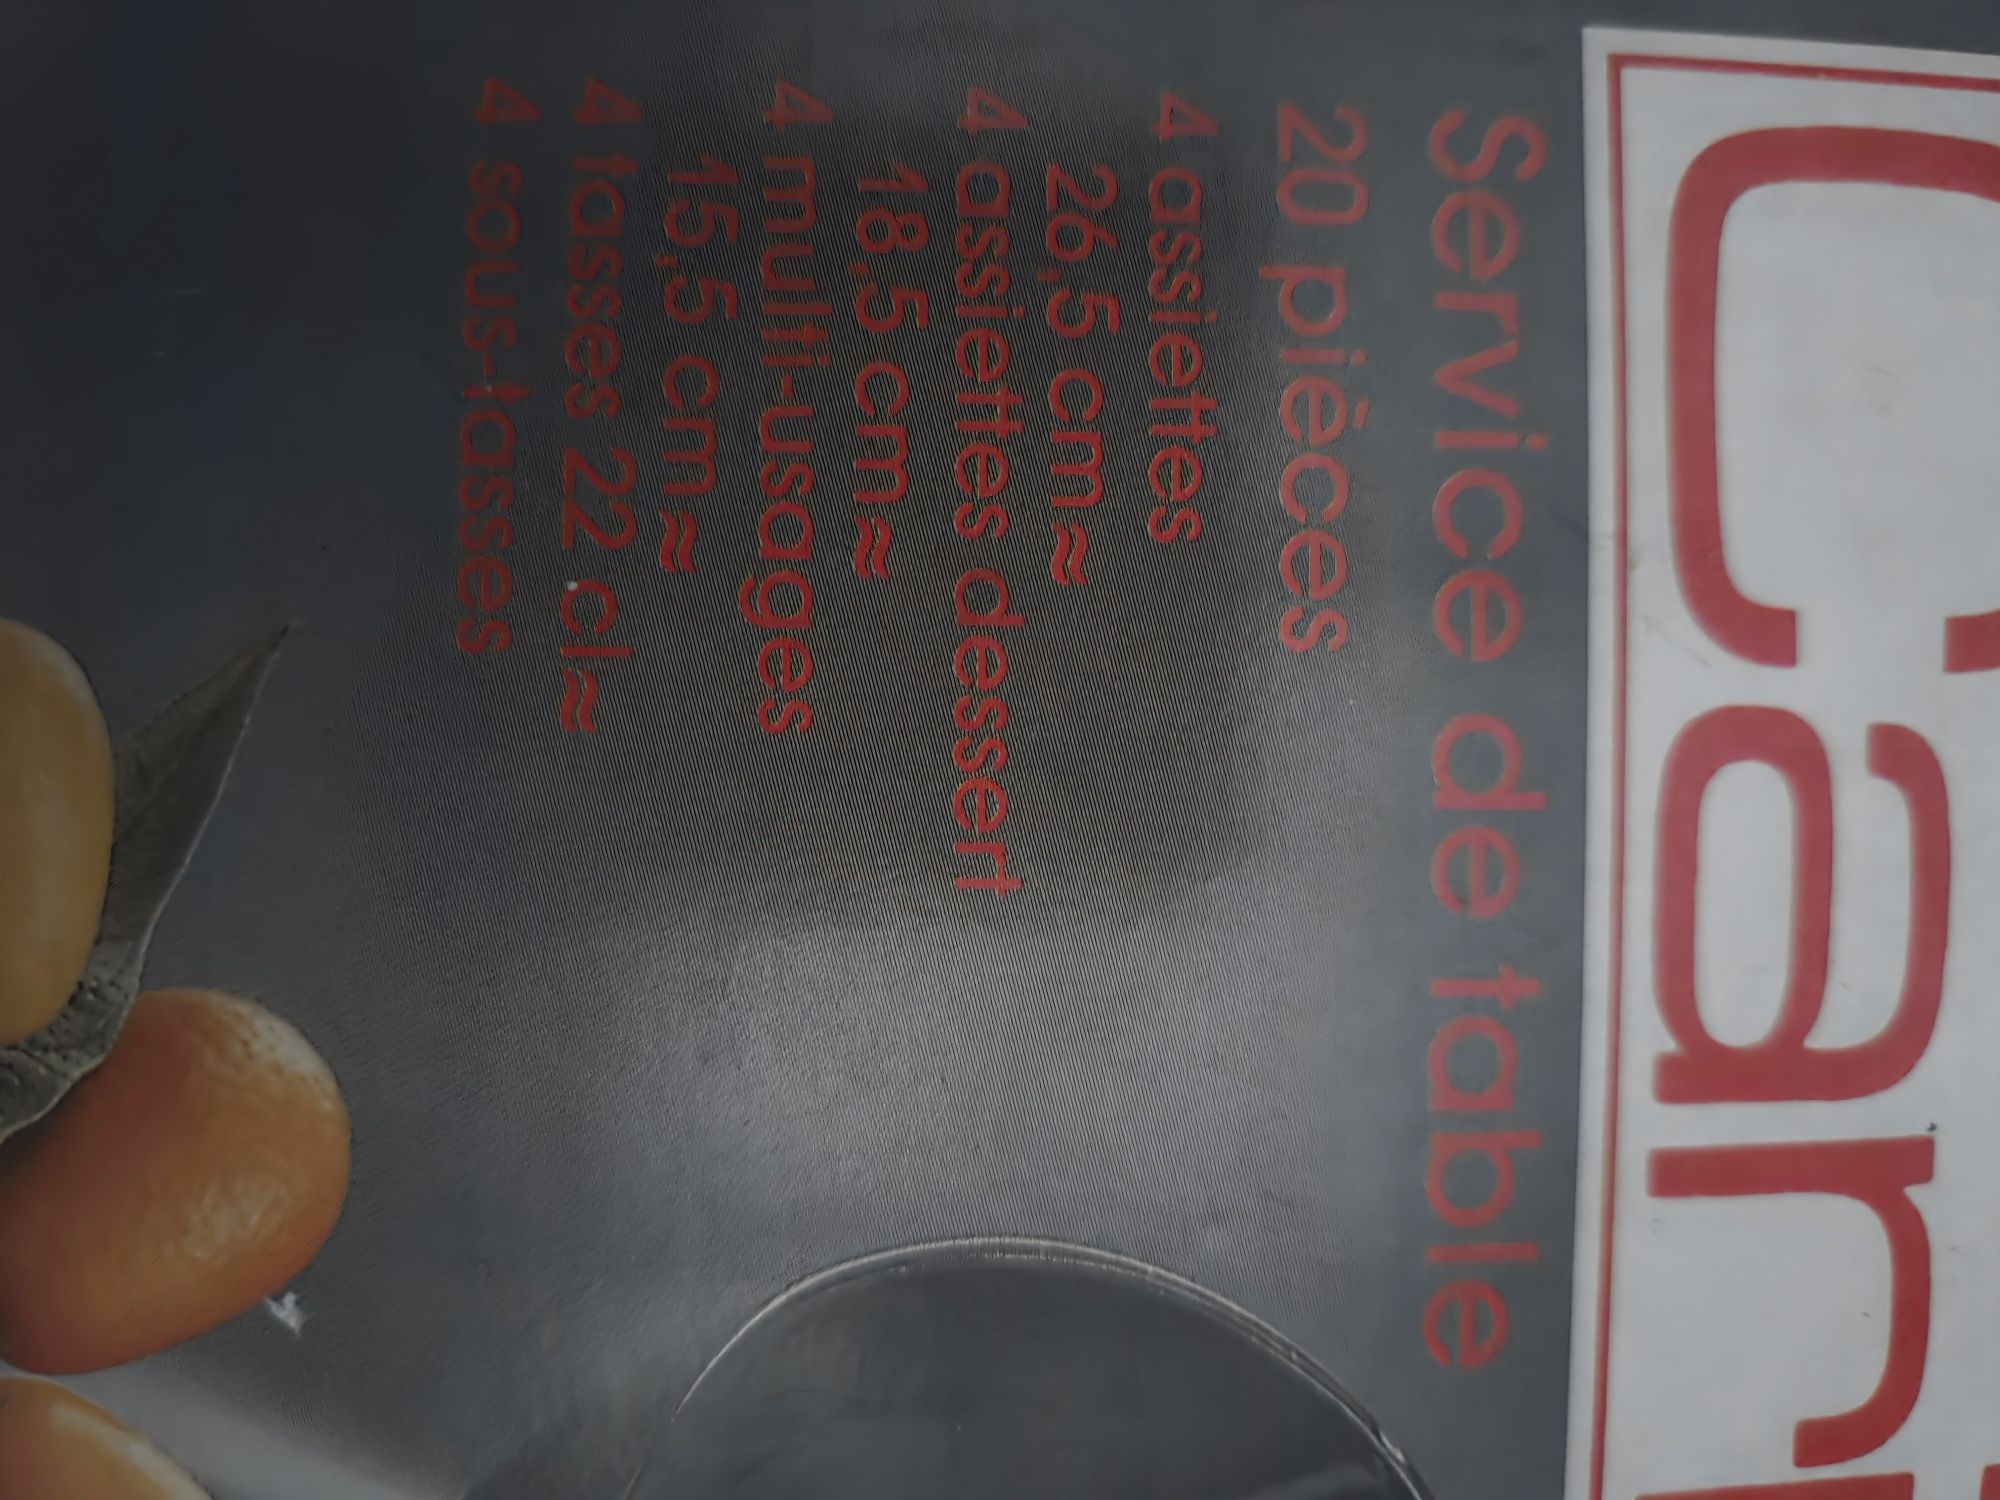 Service de table
20 pièces
4 assiettes
26,5 cm≈
4 assiettes dessert
18,5 cm≈
4 multi-usages
15,5 cm≈
4 tasses 22 cl≈
4 sous-tasses